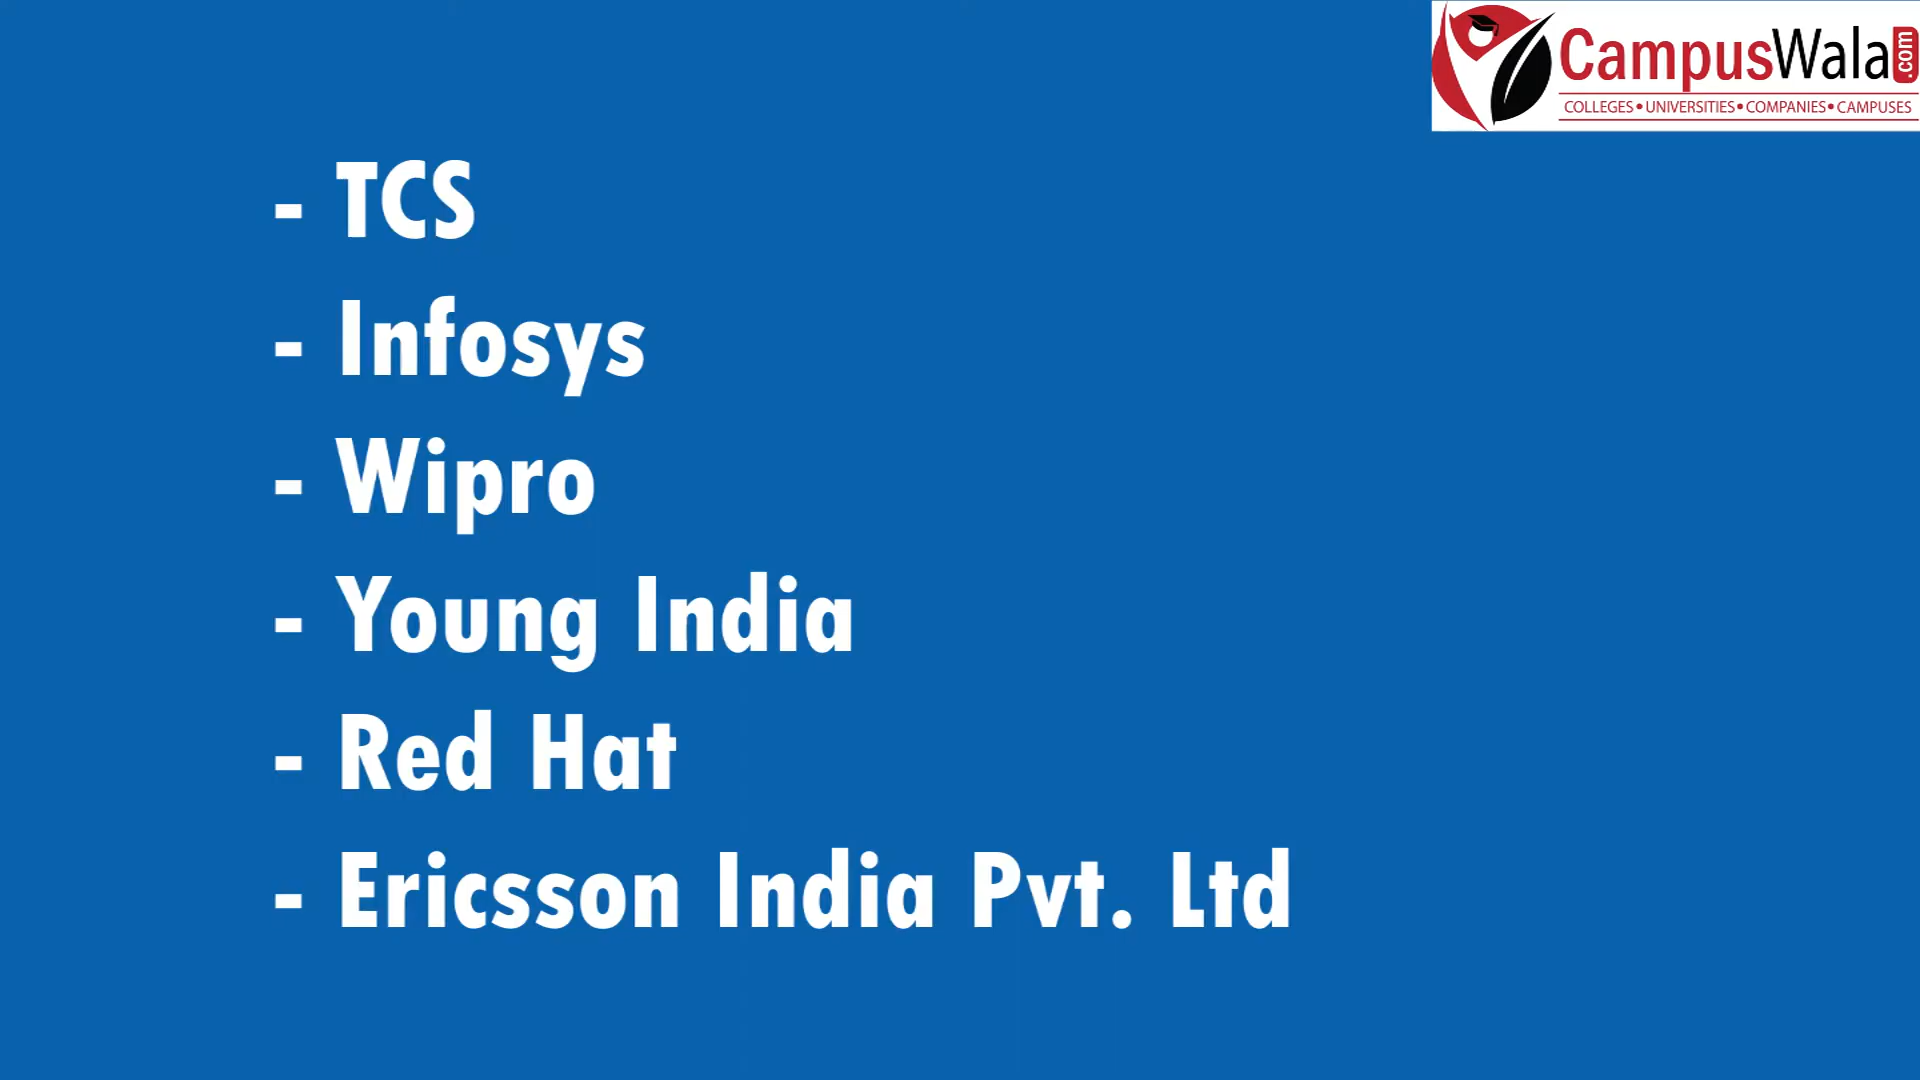 CampusWala.com
COLLEGES • UNIVERSITIES • COMPANIES • CAMPUSES
- TCS
- Infosys
- Wipro
- Young India
- Red Hat
- Ericsson India Pvt. Ltd